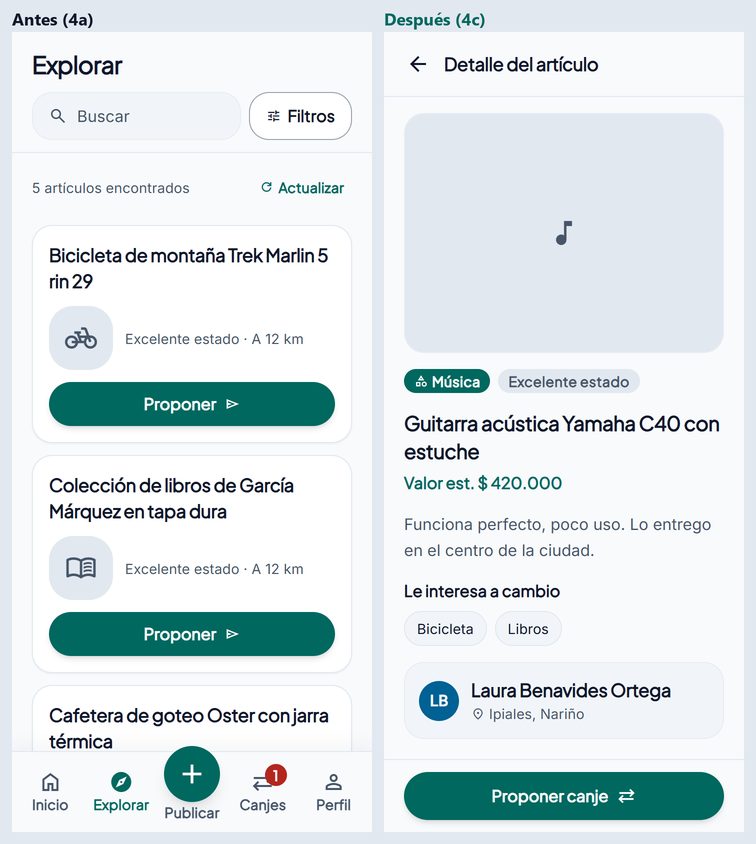 Antes (4a)
Explorar
Buscar
Filtros
5 artículos encontrados
Actualizar
Bicicleta de montaña Trek Marlin 5
rin 29
Excelente estado · A 12 km
Proponer
Colección de libros de García
Márquez en tapa dura
Excelente estado · A 12 km
Proponer
Cafetera de goteo Oster con jarra
térmica
1
Inicio
Explorar
Publicar
Canjes
Perfil
Después (4c)
Detalle del artículo
Música
Excelente estado
Guitarra acústica Yamaha C40 con
estuche
Valor est. $ 420.000
Funciona perfecto, poco uso. Lo entrego
en el centro de la ciudad.
Le interesa a cambio
Bicicleta
Libros
LB
Laura Benavides Ortega
Ipiales, Nariño
Proponer canje